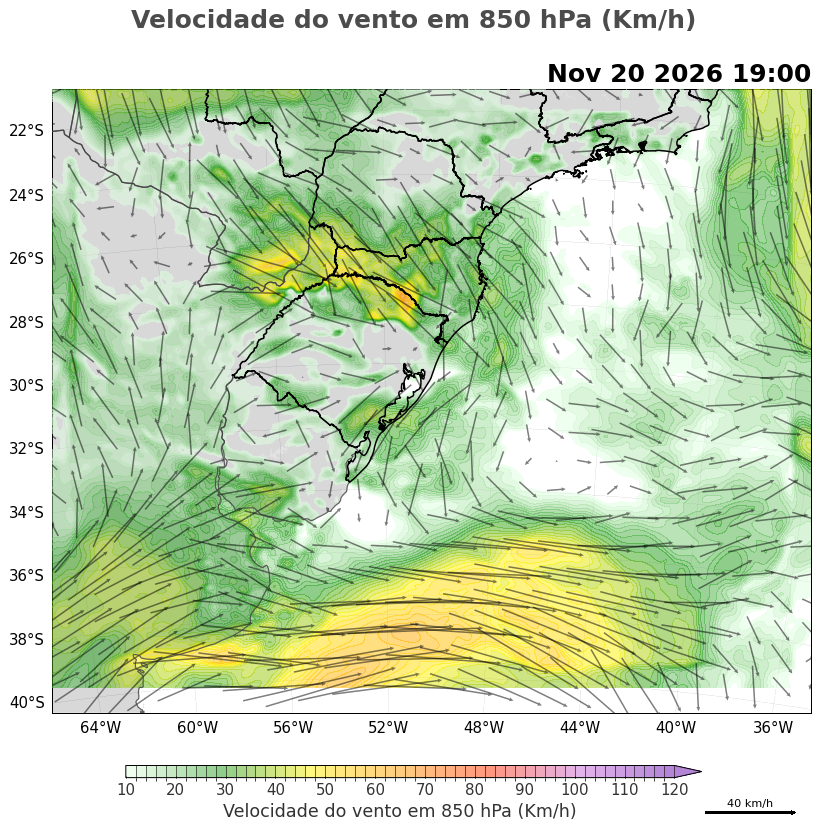 Velocidade do vento em 850 hPa (Km/h)
Nov 20 2026 19:00
22°S
24°S
26°S
28°S
30°S
32°S
34°S
36°S
38°S
40°S
64°W 60°W 56°W 52°W 48°W 44°W 40°W 36°W
10 20 30 40 50 60 70 80 90 100 110 120
Velocidade do vento em 850 hPa (Km/h)
40 km/h